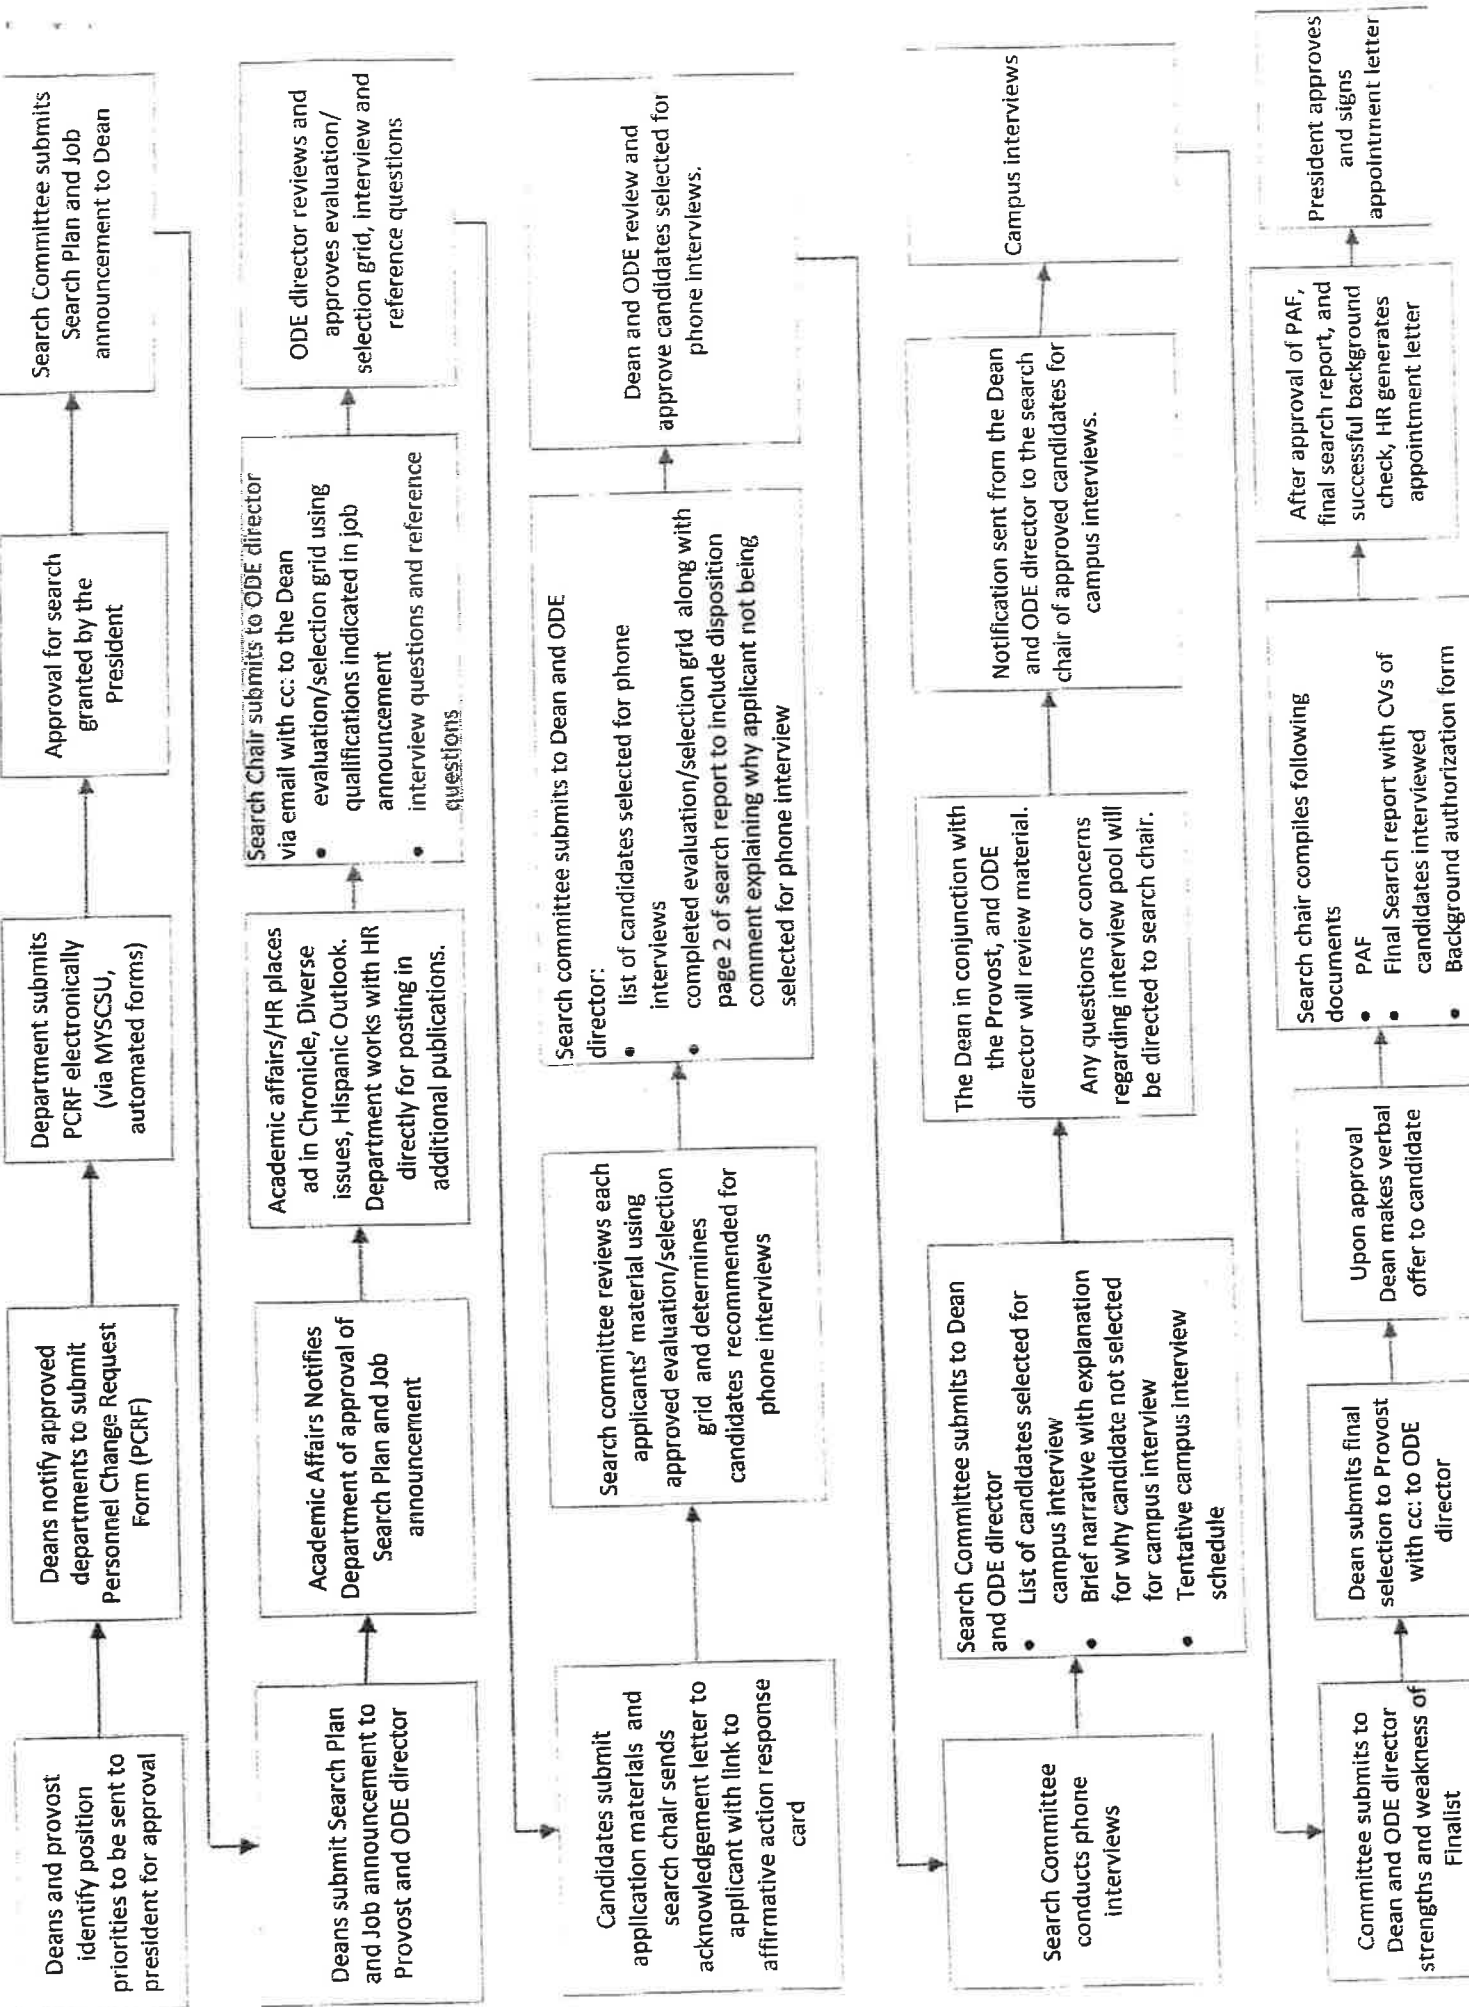 Deans and provost
identify position
priorities to be sent to
president for approval
Deans notify approved
departments to submit
Personnel Change Request
Form (PCRF)
Department submits
PCRF electronically
(via MYSCSU,
automated forms)
Approval for search
granted by the
President
Search Committee submits
Search Plan and Job
announcement to Dean
Deans submit Search Plan
and Job announcement to
Provost and ODE director
Academic Affairs Notifies
Department of approval of
Search Plan and Job
announcement
Academic affairs/HR places
ad in Chronicle, Diverse
issues, Hispanic Outlook.
Department works with HR
directly for posting in
additional publications.
Search Chair submits to ODE director
via email with cc: to the Dean
• evaluation/selection grid using
qualifications indicated in job
announcement
• interview questions and reference
questions
ODE director reviews and
approves evaluation/
selection grid, interview and
reference questions
Candidates submit
application materials and
search chair sends
acknowledgement letter to
applicant with link to
affirmative action response
card
Search committee reviews each
applicants' material using
approved evaluation/selection
grid and determines
candidates recommended for
phone interviews
Search committee submits to Dean and ODE
director:
• list of candidates selected for phone
interviews
• completed evaluation/selection grid along with
page 2 of search report to include disposition
comment explaining why applicant not being
selected for phone interview
Dean and ODE review and
approve candidates selected for
phone interviews.
Search Committee
conducts phone
interviews
Search Committee submits to Dean
and ODE director
• List of candidates selected for
campus interview
• Brief narrative with explanation
for why candidate not selected
for campus interview
• Tentative campus interview
schedule
The Dean in conjunction with
the Provost, and ODE
director will review material.
Any questions or concerns
regarding interview pool will
be directed to search chair.
Notification sent from the Dean
and ODE director to the search
chair of approved candidates for
campus interviews.
Campus interviews
Committee submits to
Dean and ODE director
strengths and weakness of
Finalist
Dean submits final
selection to Provost
with cc: to ODE
director
Upon approval
Dean makes verbal
offer to candidate
Search chair compiles following
documents
• PAF
• Final Search report with CVs of
candidates interviewed
• Background authorization form
After approval of PAF,
final search report, and
successful background
check, HR generates
appointment letter
President approves
and signs
appointment letter